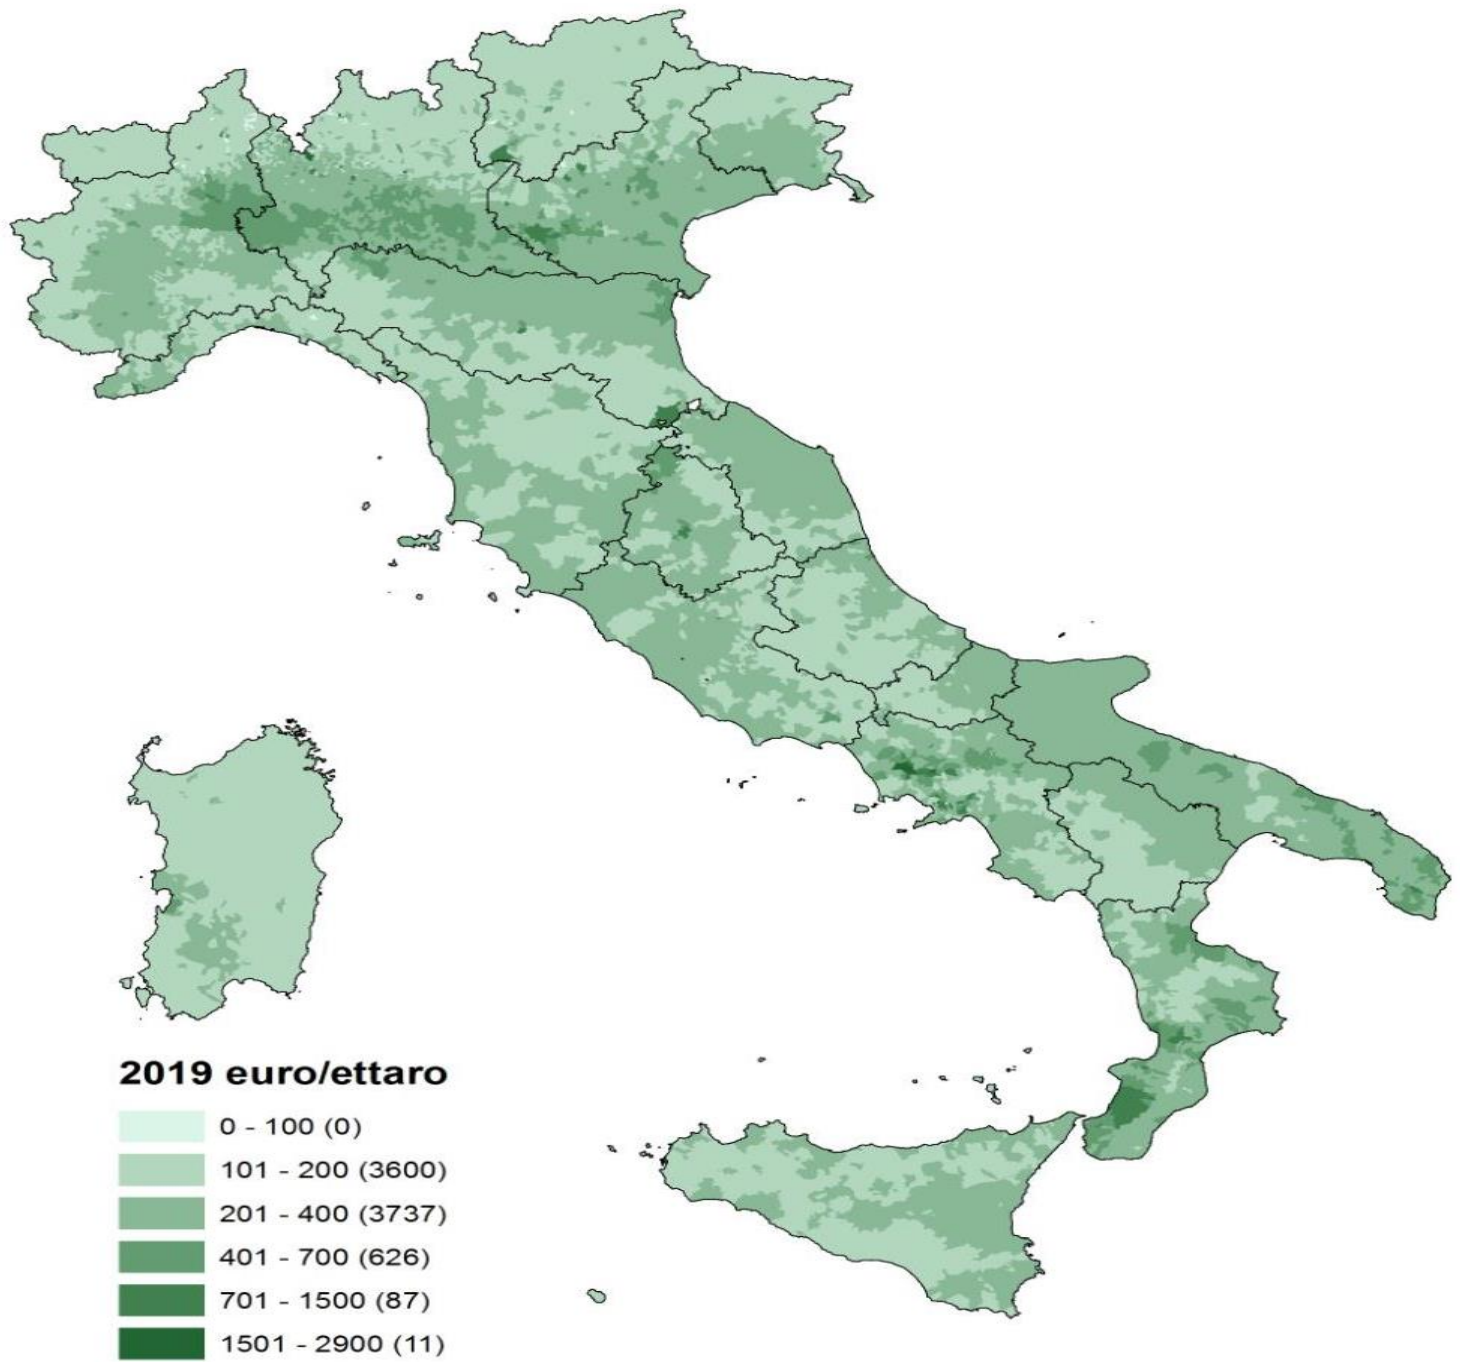 2019 euro/ettaro
0 - 100 (0)
101 - 200 (3600)
201 - 400 (3737)
401 - 700 (626)
701 - 1500 (87)
1501 - 2900 (11)